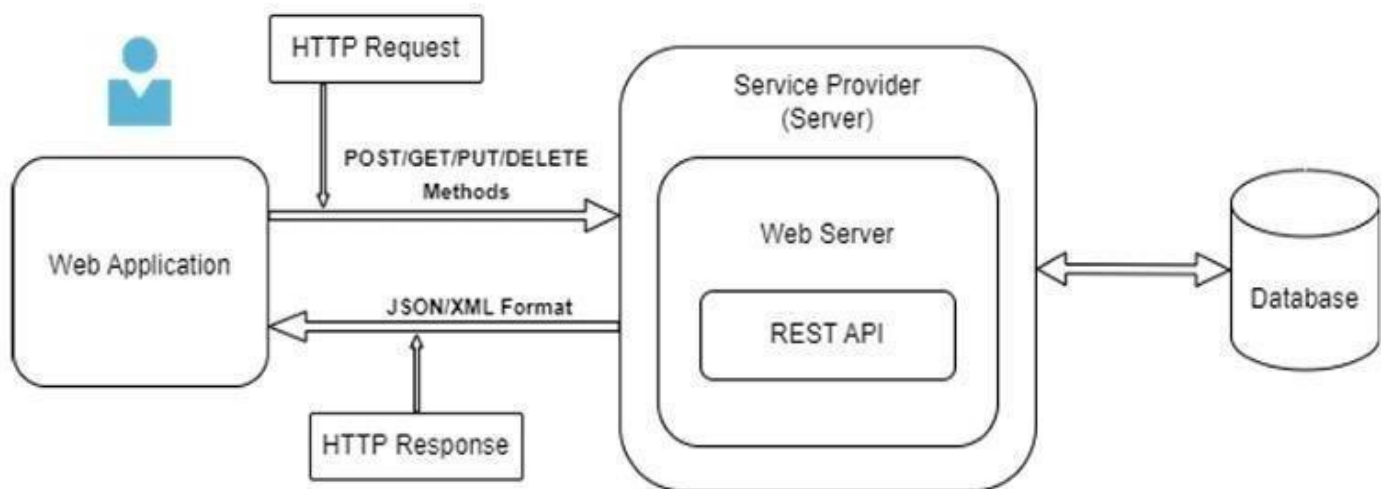 HTTP Request
Service Provider
(Server)
POST/GET/PUT/DELETE
Methods
Web Application
Web Server
JSON/XML Format
REST API
Database
HTTP Response